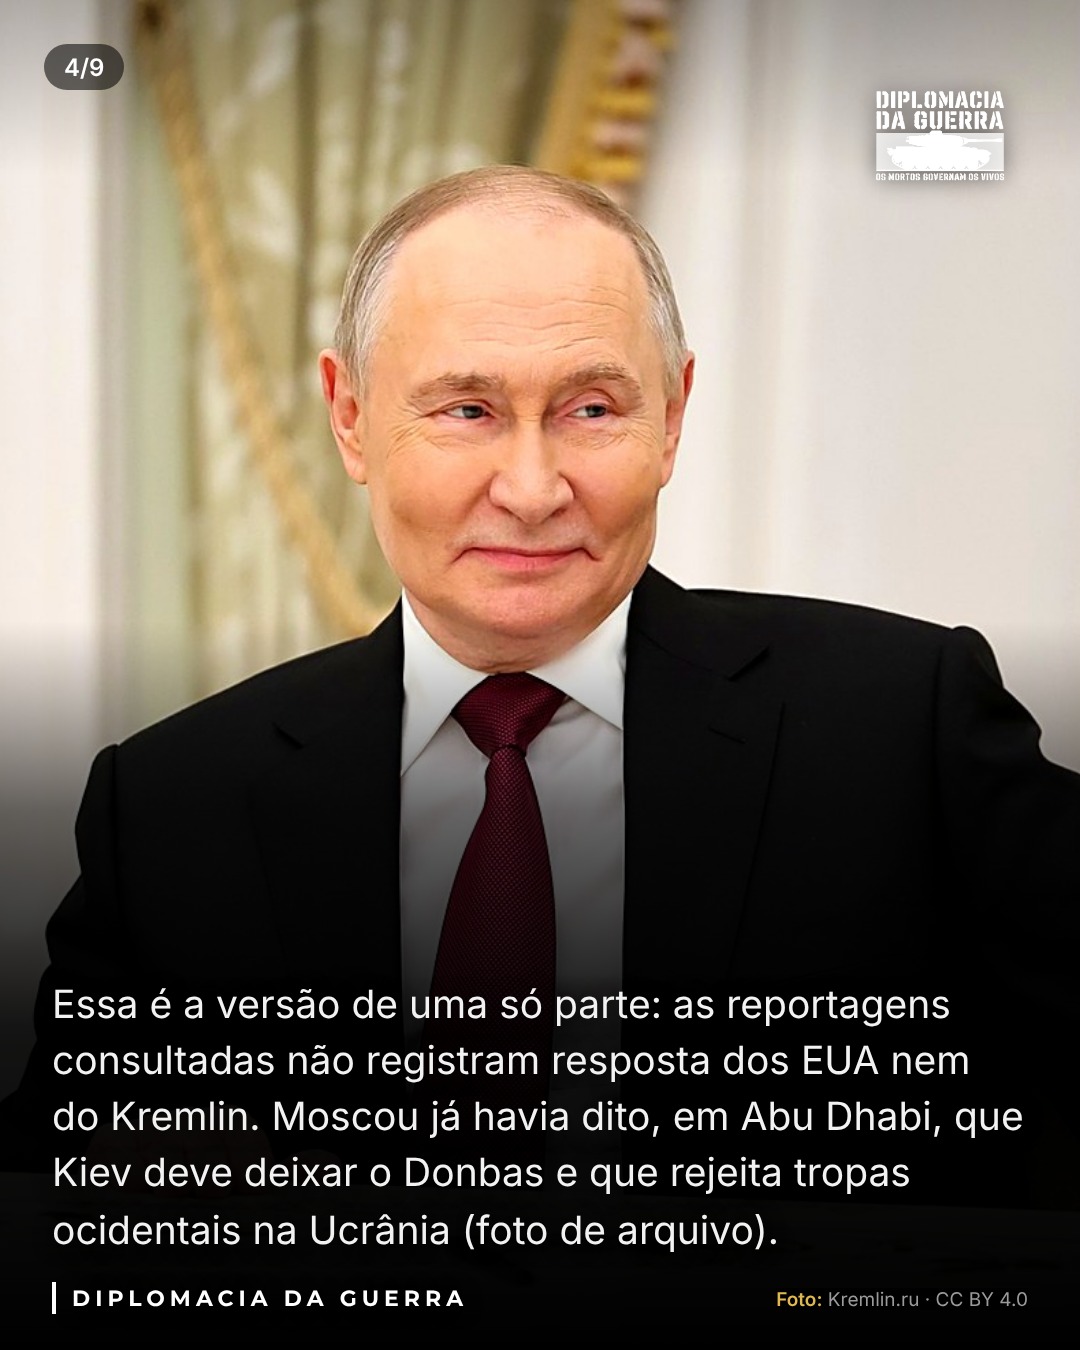 4/9
DIPLOMACIA
DA GUERRA
OS MORTOS GOVERNAM OS VIVOS
Essa é a versão de uma só parte: as reportagens
consultadas não registram resposta dos EUA nem
do Kremlin. Moscou já havia dito, em Abu Dhabi, que
Kiev deve deixar o Donbas e que rejeita tropas
ocidentais na Ucrânia (foto de arquivo).
DIPLOMACIA DA GUERRA
Foto: Kremlin.ru · CC BY 4.0